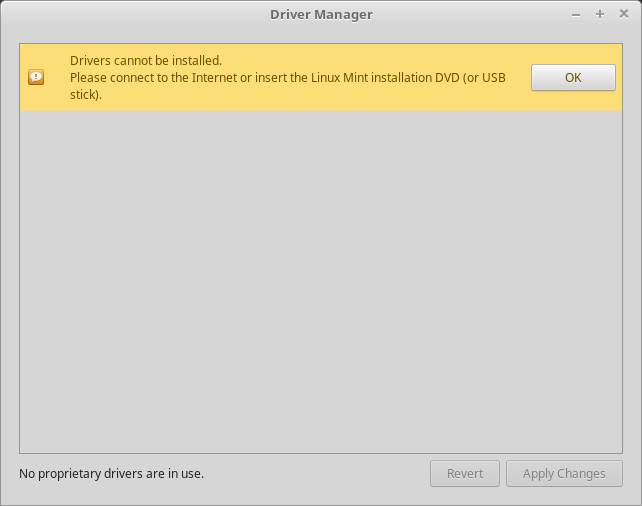 Driver Manager
Drivers cannot be installed.
Please connect to the Internet or insert the Linux Mint installation DVD (or USB
stick).
OK
No proprietary drivers are in use.
Revert
Apply Changes